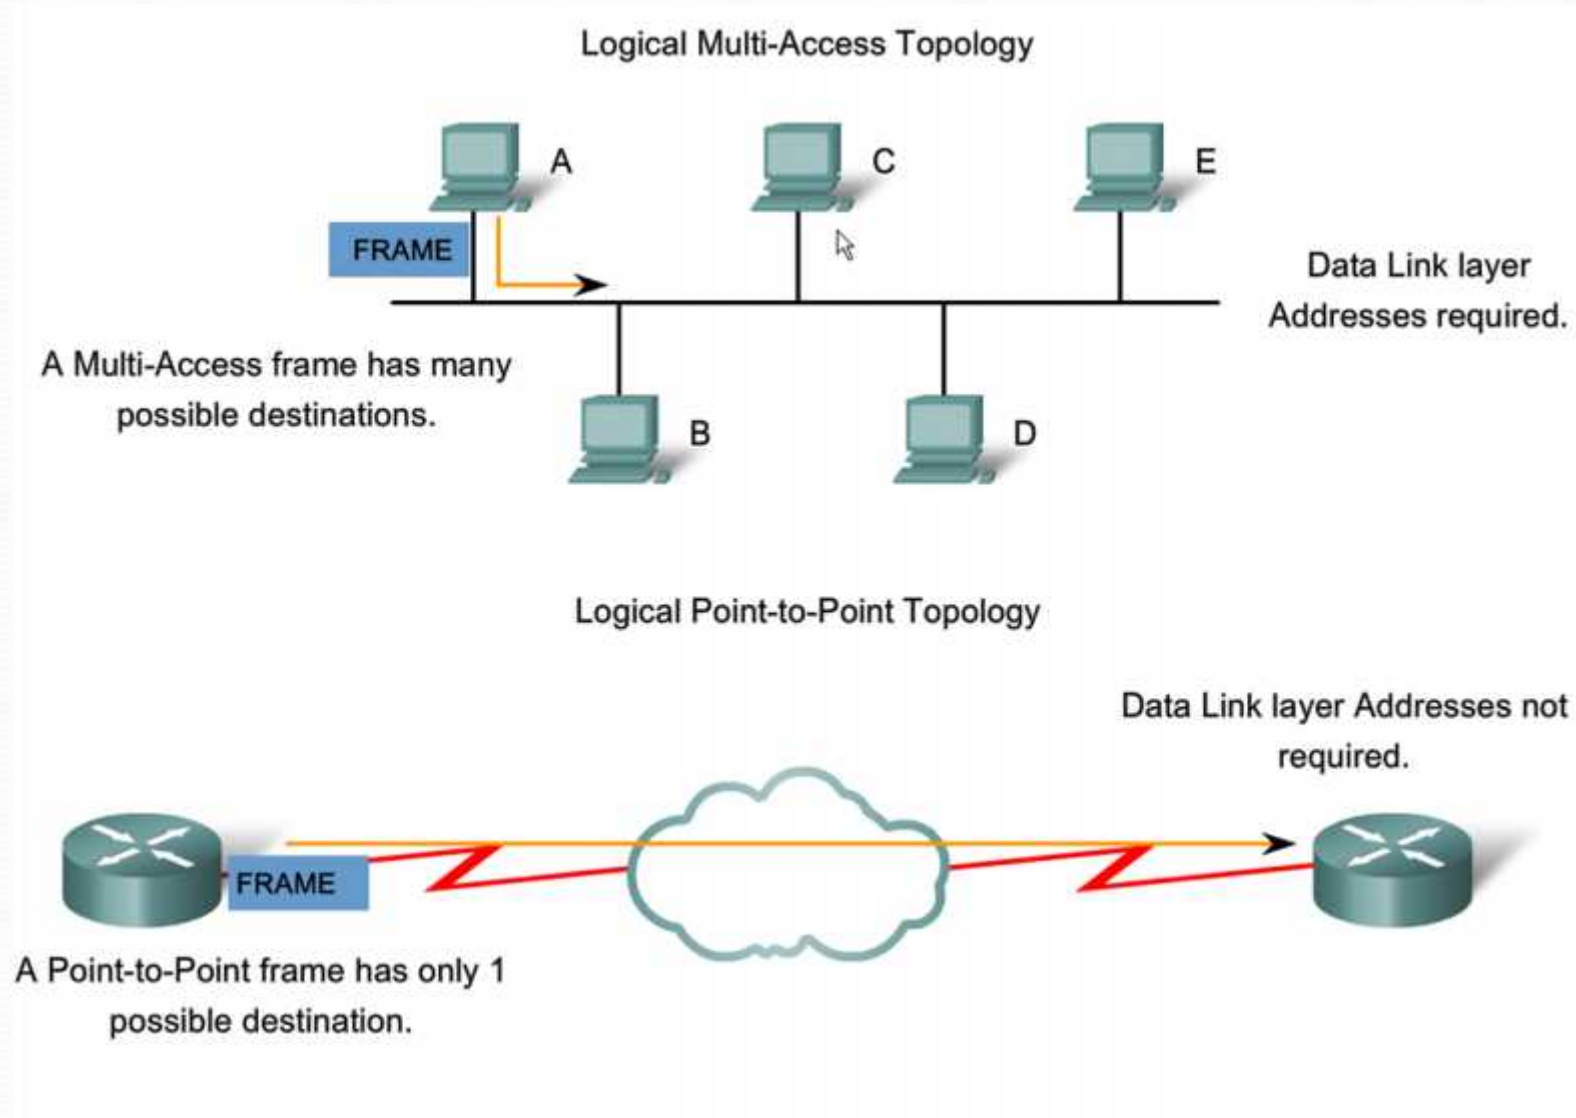 Logical Multi-Access Topology
A
C
E
FRAME
Data Link layer
Addresses required.
A Multi-Access frame has many
possible destinations.
B
D
Logical Point-to-Point Topology
Data Link layer Addresses not
required.
FRAME
A Point-to-Point frame has only 1
possible destination.